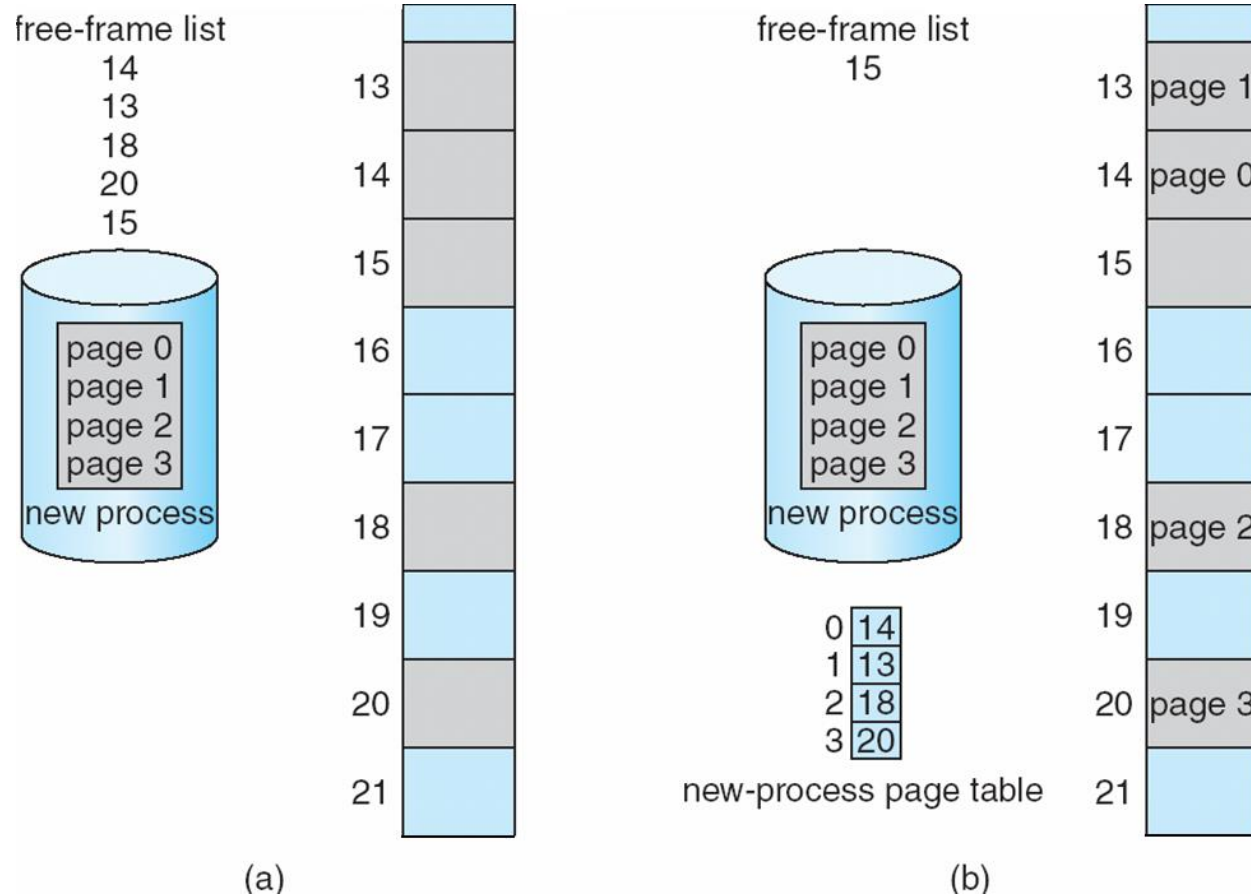 free-frame list
14
13
18
20
15
page 0
page 1
page 2
page 3
new process
13
14
15
16
17
18
19
20
21
(a)
free-frame list
15
page 0
page 1
page 2
page 3
new process
0 14
1 13
2 18
3 20
new-process page table
13 page 1
14 page 0
15
16
17
18 page 2
19
20 page 3
21
(b)